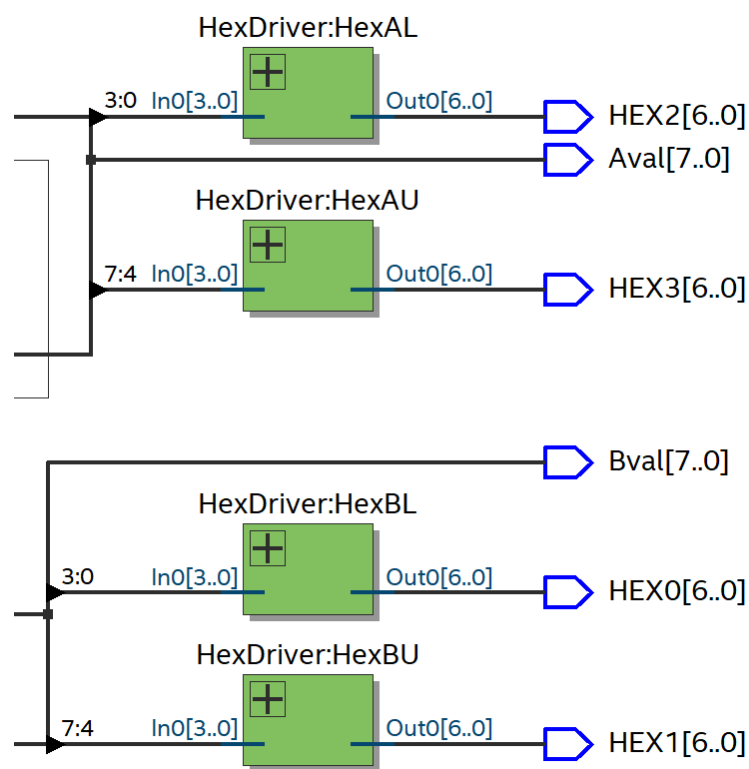 HexDriver:HexAL
3:0 In0[3..0] Out0[6..0] HEX2[6..0]
Aval[7..0]
HexDriver:HexAU
7:4 In0[3..0] Out0[6..0] HEX3[6..0]
Bval[7..0]
HexDriver:HexBL
3:0 In0[3..0] Out0[6..0] HEX0[6..0]
HexDriver:HexBU
7:4 In0[3..0] Out0[6..0] HEX1[6..0]